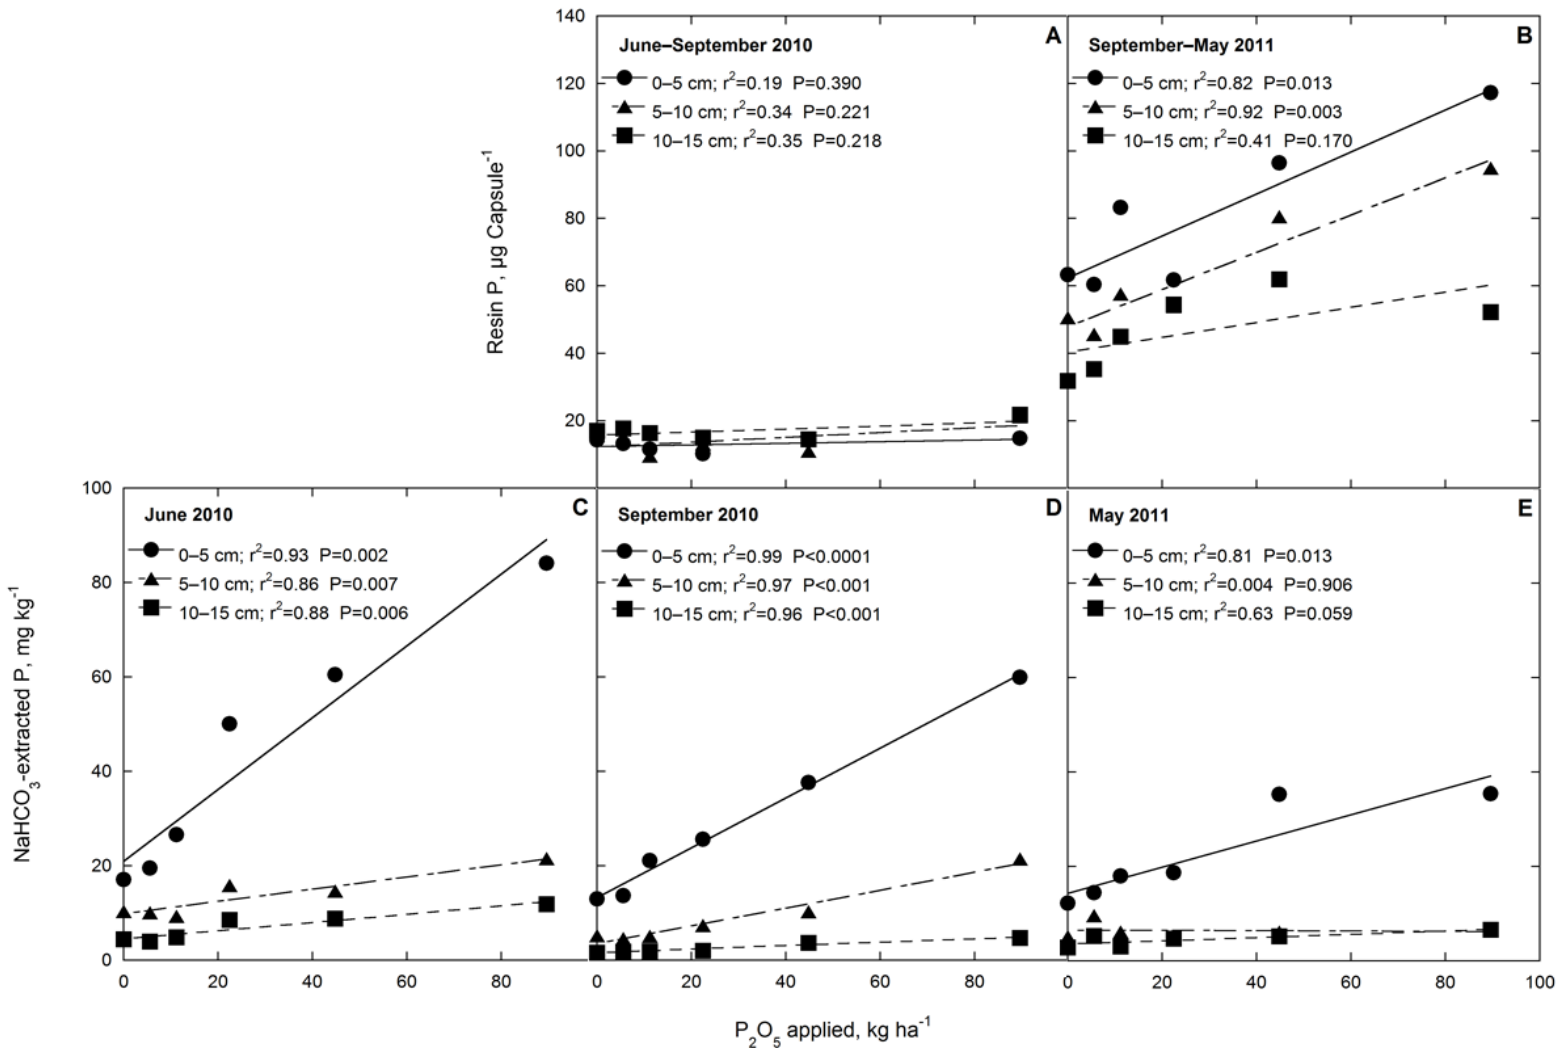 140
120
100
80
60
40
20
Resin P, µg Capsule⁻¹
June–September 2010
A
0–5 cm; r²=0.19 P=0.390
5–10 cm; r²=0.34 P=0.221
10–15 cm; r²=0.35 P=0.218
September–May 2011
B
0–5 cm; r²=0.82 P=0.013
5–10 cm; r²=0.92 P=0.003
10–15 cm; r²=0.41 P=0.170
100
80
60
40
20
0
NaHCO₃-extracted P, mg kg⁻¹
June 2010
C
0–5 cm; r²=0.93 P=0.002
5–10 cm; r²=0.86 P=0.007
10–15 cm; r²=0.88 P=0.006
September 2010
D
0–5 cm; r²=0.99 P<0.0001
5–10 cm; r²=0.97 P<0.001
10–15 cm; r²=0.96 P<0.001
May 2011
E
0–5 cm; r²=0.81 P=0.013
5–10 cm; r²=0.004 P=0.906
10–15 cm; r²=0.63 P=0.059
0 20 40 60 80
0 20 40 60 80
0 20 40 60 80 100
P₂O₅ applied, kg ha⁻¹